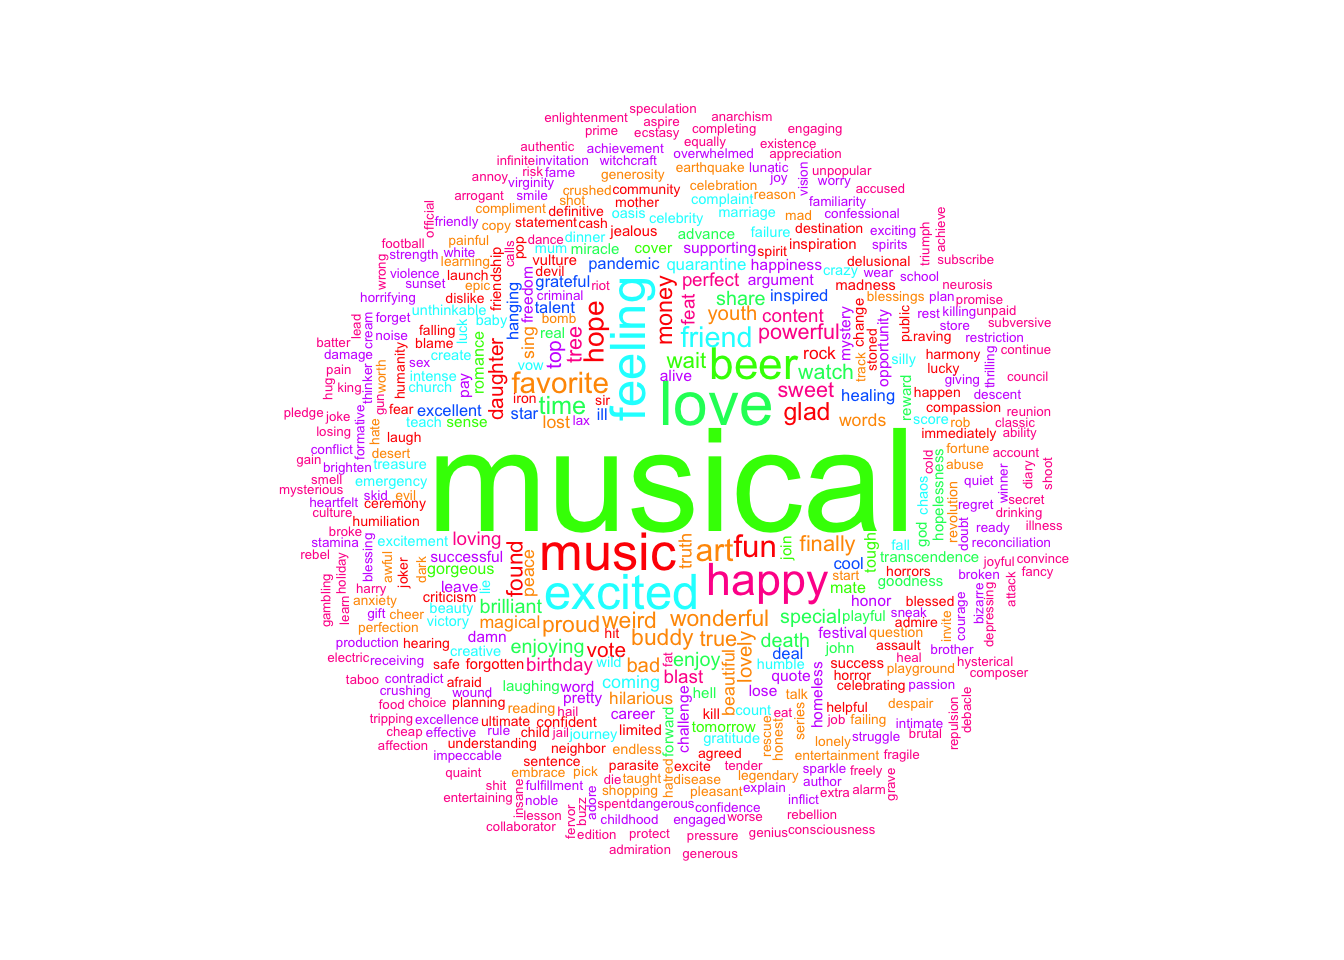 speculation
enlightenment aspire anarchism
prime ecstasy completing engaging
authentic achievement equally existence
infinite invitation witchcraft overwhelmed appreciation
annoy risk fame generosity earthquake lunatic joy vision unpopular
arrogant virginity smile crushed community celebration reason worry accused
official compliment shot mother complaint mad familiarity
friendly copy definitive oasis celebrity marriage confessional
statement cash jealous advance failure destination exciting triumph achieve
football painful calls pop dance dinner miracle cover supporting spirit inspiration spirits
wrong strength white learning mum vulture pandemic quarantine happiness crazy delusional subscribe
violence launch epic friendship devil grateful riot perfect argument wear school
sunset freedom criminal talent money feat madness neurosis
horrifying dislike hanging bomb hope feeling share inspired blessings plan promise
unthinkable baby real tree youth content mystery change public rest killing unpaid
lead cream forget luck sing top friend powerful track stoned opportunity store subversive
batter noise falling blame romance vow wait beer rock silly raving restriction
damage create daughter alive watch harmony continue
pain sex pay favorite sweet lucky thrilling
hug thinker worth humanity intense iron sir love healing reward giving council
king gun church star time ill glad happen descent
pledge joke fear excellent lost lax words compassion reunion
losing formative hate teach sense score rob classic
conflict laugh immediately ability
gain desert musical cold fortune account
brighten treasure hopelessness abuse winner diary shoot
smell emergency chaos quiet
mysterious skid evil revolution regret secret
heartfelt ceremony god doubt drinking
culture humiliation ready illness
broke excitement loving music truth art fun join finally tough fall reconciliation
stamina awful dark successful found peace transcendence joyful convince
rebel blessing joker gorgeous cool horrors broken fancy
holiday harry lie excited happy start goodness attack
gambling learn anxiety leave mate bizarre
gift cheer criticism beauty brilliant honor blessed invite courage depressing
perfection victory magical proud weird wonderful special playful sneak admire
production hearing damn creative hit buddy true festival question brother
electric receiving enjoying vote death john assault hysterical
taboo contradict safe forgotten birthday wild bad fat enjoy beautiful lovely deal humble success heal playground composer
crushing afraid laughing word coming blast quote homeless horror passion
food choice wound planning reading pretty hilarious hell lose talk celebrating despair
tripping excellence ultimate hail career challenge kill count eat series helpful intimate repulsion debacle
cheap effective rule confident limited forward tomorrow job failing brutal
affection understanding child jail journey gratitude rescue honest lonely struggle
impeccable neighbor endless agreed entertainment fragile
quaint sentence parasite excite tender sparkle freely
shit embrace pick die taught hatred disease legendary author grave
entertaining insane fulfillment shopping pleasant explain extra alarm
noble adore spent dangerous confidence inflict
lesson buzz childhood engaged worse rebellion
collaborator fervor edition protect pressure genius consciousness
admiration generous